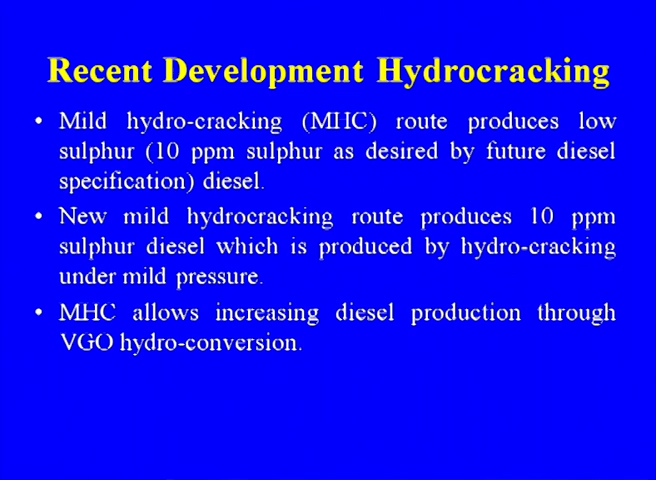 Recent Development Hydrocracking
• Mild hydro-cracking (MHC) route produces low
sulphur (10 ppm sulphur as desired by future diesel
specification) diesel.
• New mild hydrocracking route produces 10 ppm
sulphur diesel which is produced by hydro-cracking
under mild pressure.
• MHC allows increasing diesel production through
VGO hydro-conversion.